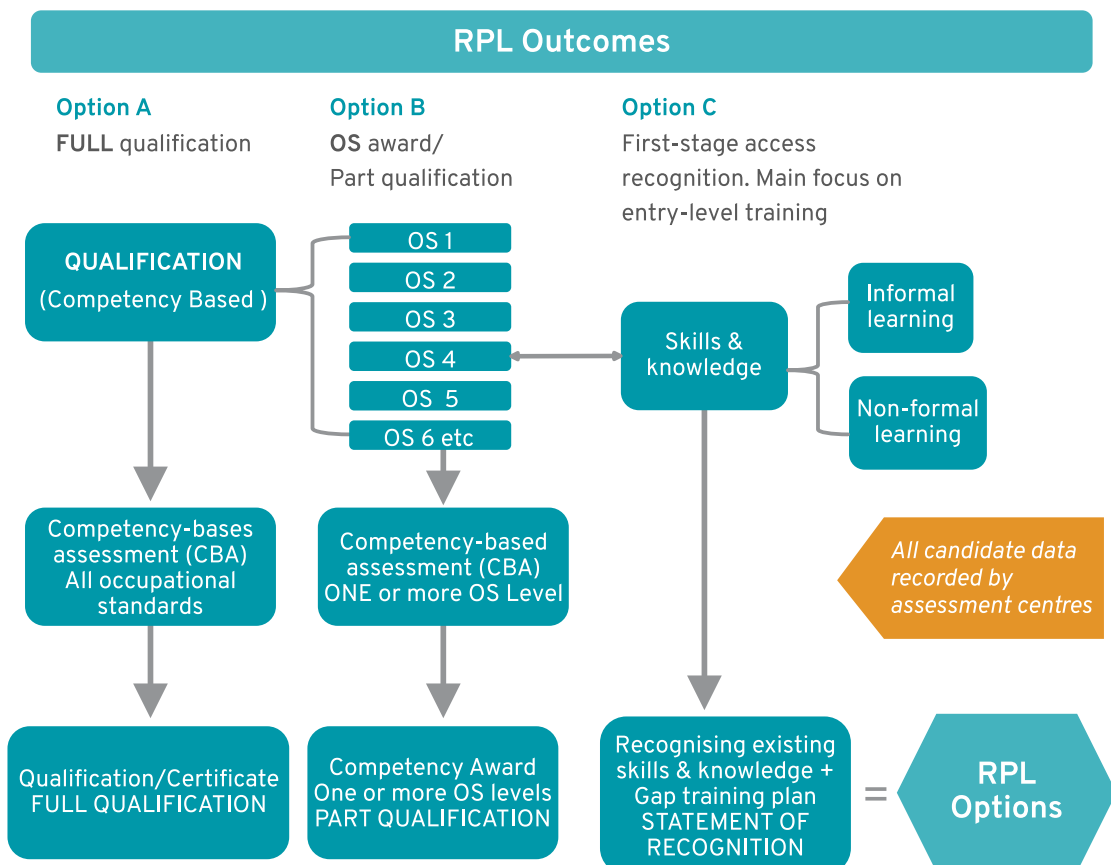 RPL Outcomes
Option A
FULL qualification
Option B
OS award/
Part qualification
Option C
First-stage access
recognition. Main focus on
entry-level training
QUALIFICATION
(Competency Based )
OS 1
OS 2
OS 3
OS 4
OS  5
OS 6 etc
Skills &
knowledge
Informal
learning
Non-formal
learning
Competency-bases
assessment (CBA)
All occupational
standards
Competency-based
assessment (CBA)
ONE or more OS Level
All candidate data
recorded by
assessment centres
Qualification/Certificate
FULL QUALIFICATION
Competency Award
One or more OS levels
PART QUALIFICATION
Recognising existing
skills & knowledge +
Gap training plan
STATEMENT OF
RECOGNITION
=
RPL
Options